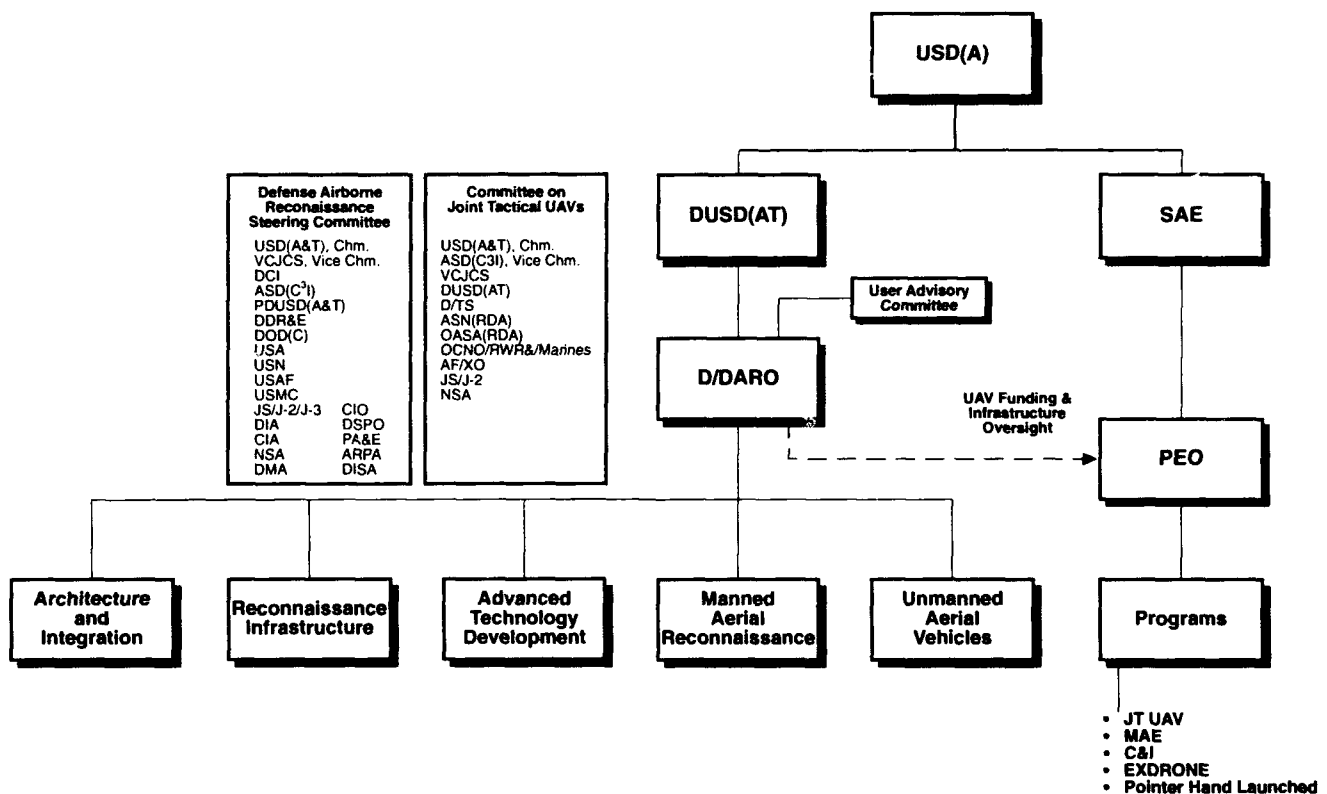 USD(A)
Defense Airborne
Reconaissance
Steering Committee
USD(A&T), Chm.
VCJCS, Vice Chm.
DCI
ASD(C³I)
PDUSD(A&T)
DDR&E
DOD(C)
USA
USN
USAF
USMC
JS/J-2/J-3 CIO
DIA DSPO
CIA PA&E
NSA ARPA
DMA DISA
Committee on
Joint Tactical UAVs
USD(A&T), Chm.
ASD(C3I), Vice Chm.
VCJCS
DUSD(AT)
D/TS
ASN(RDA)
OASA(RDA)
OCNO/RWR&/Marines
AF/XO
JS/J-2
NSA
DUSD(AT)
SAE
User Advisory
Committee
D/DARO
UAV Funding &
Infrastructure
Oversight
PEO
Architecture
and
Integration
Reconnaissance
Infrastructure
Advanced
Technology
Development
Manned
Aerial
Reconnaissance
Unmanned
Aerial
Vehicles
Programs
• JT UAV
• MAE
• C&I
• EXDRONE
• Pointer Hand Launched